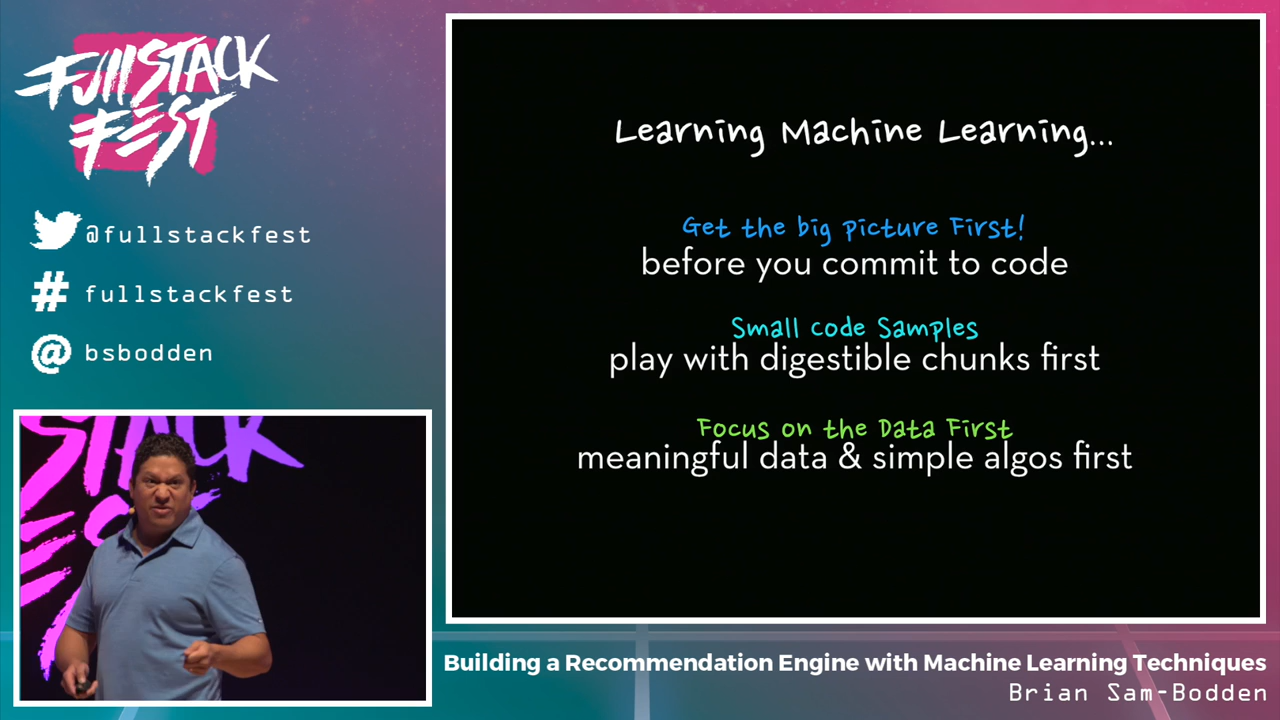 FullSTACK
FEST
@fullstackfest
# fullstackfest
@ bsbodden
Learning Machine Learning...
Get the big picture First!
before you commit to code
Small code Samples
play with digestible chunks first
Focus on the Data First
meaningful data & simple algos first
Building a Recommendation Engine with Machine Learning Techniques
Brian Sam-Bodden